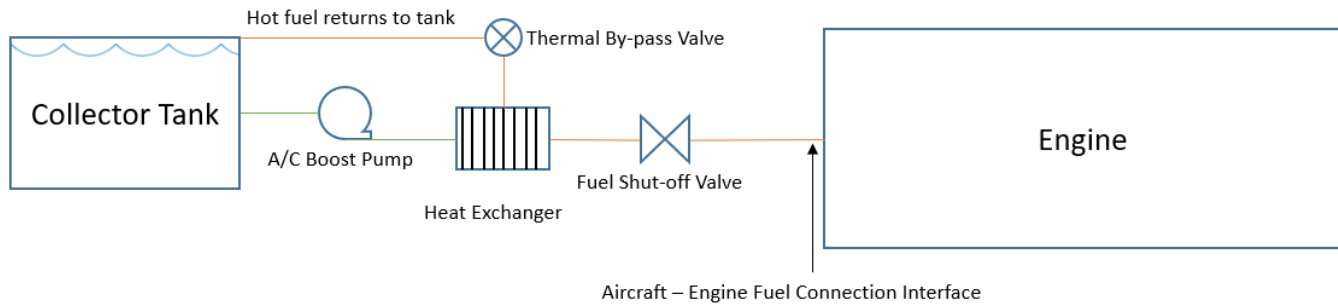 Hot fuel returns to tank
Thermal By-pass Valve
Collector Tank
Engine
A/C Boost Pump
Fuel Shut-off Valve
Heat Exchanger
Aircraft – Engine Fuel Connection Interface